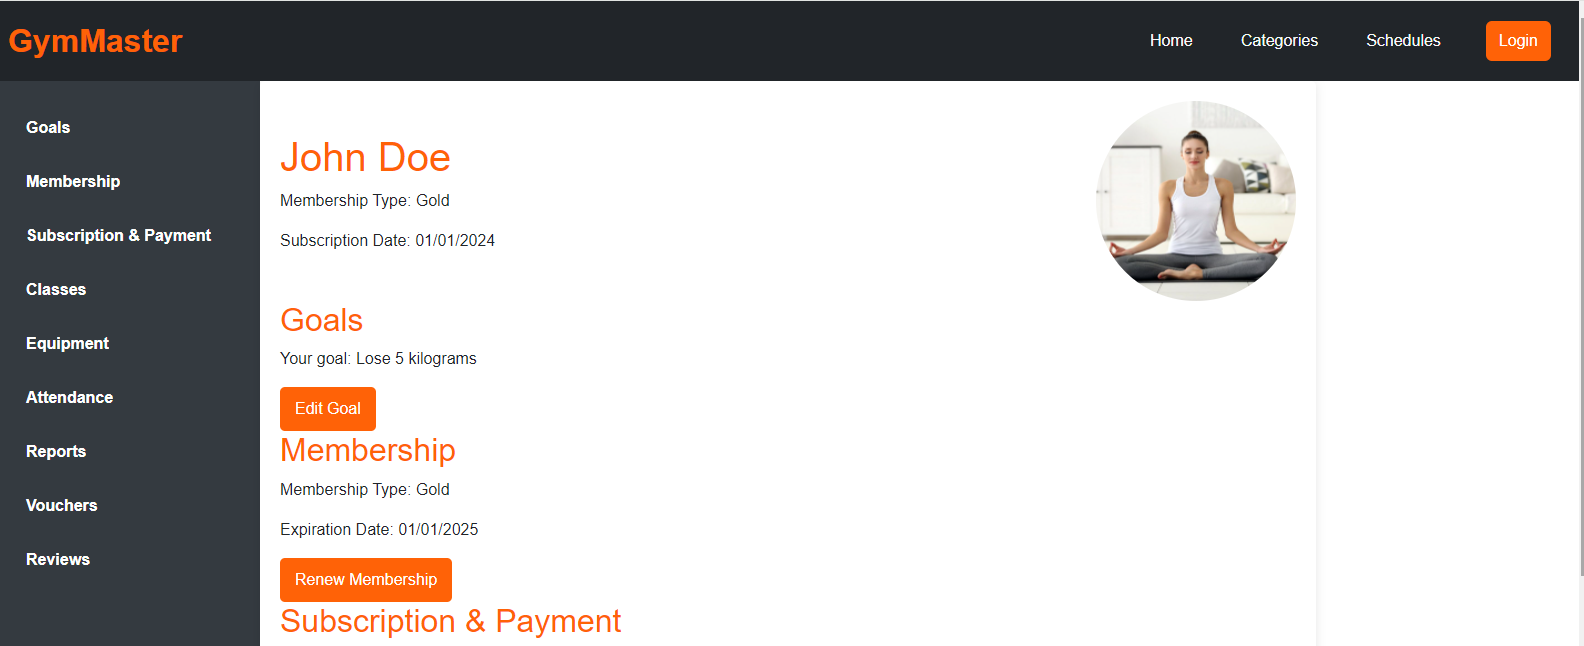 GymMaster
Home
Categories
Schedules
Login
Goals
Membership
Subscription & Payment
Classes
Equipment
Attendance
Reports
Vouchers
Reviews
John Doe
Membership Type: Gold
Subscription Date: 01/01/2024
Goals
Your goal: Lose 5 kilograms
Edit Goal
Membership
Membership Type: Gold
Expiration Date: 01/01/2025
Renew Membership
Subscription & Payment